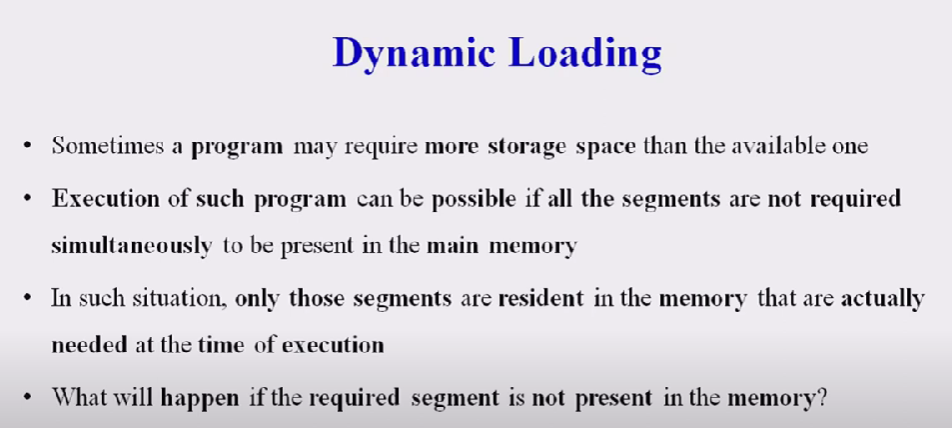 Dynamic Loading
• Sometimes a program may require more storage space than the available one
• Execution of such program can be possible if all the segments are not required
simultaneously to be present in the main memory
• In such situation, only those segments are resident in the memory that are actually
needed at the time of execution
• What will happen if the required segment is not present in the memory?